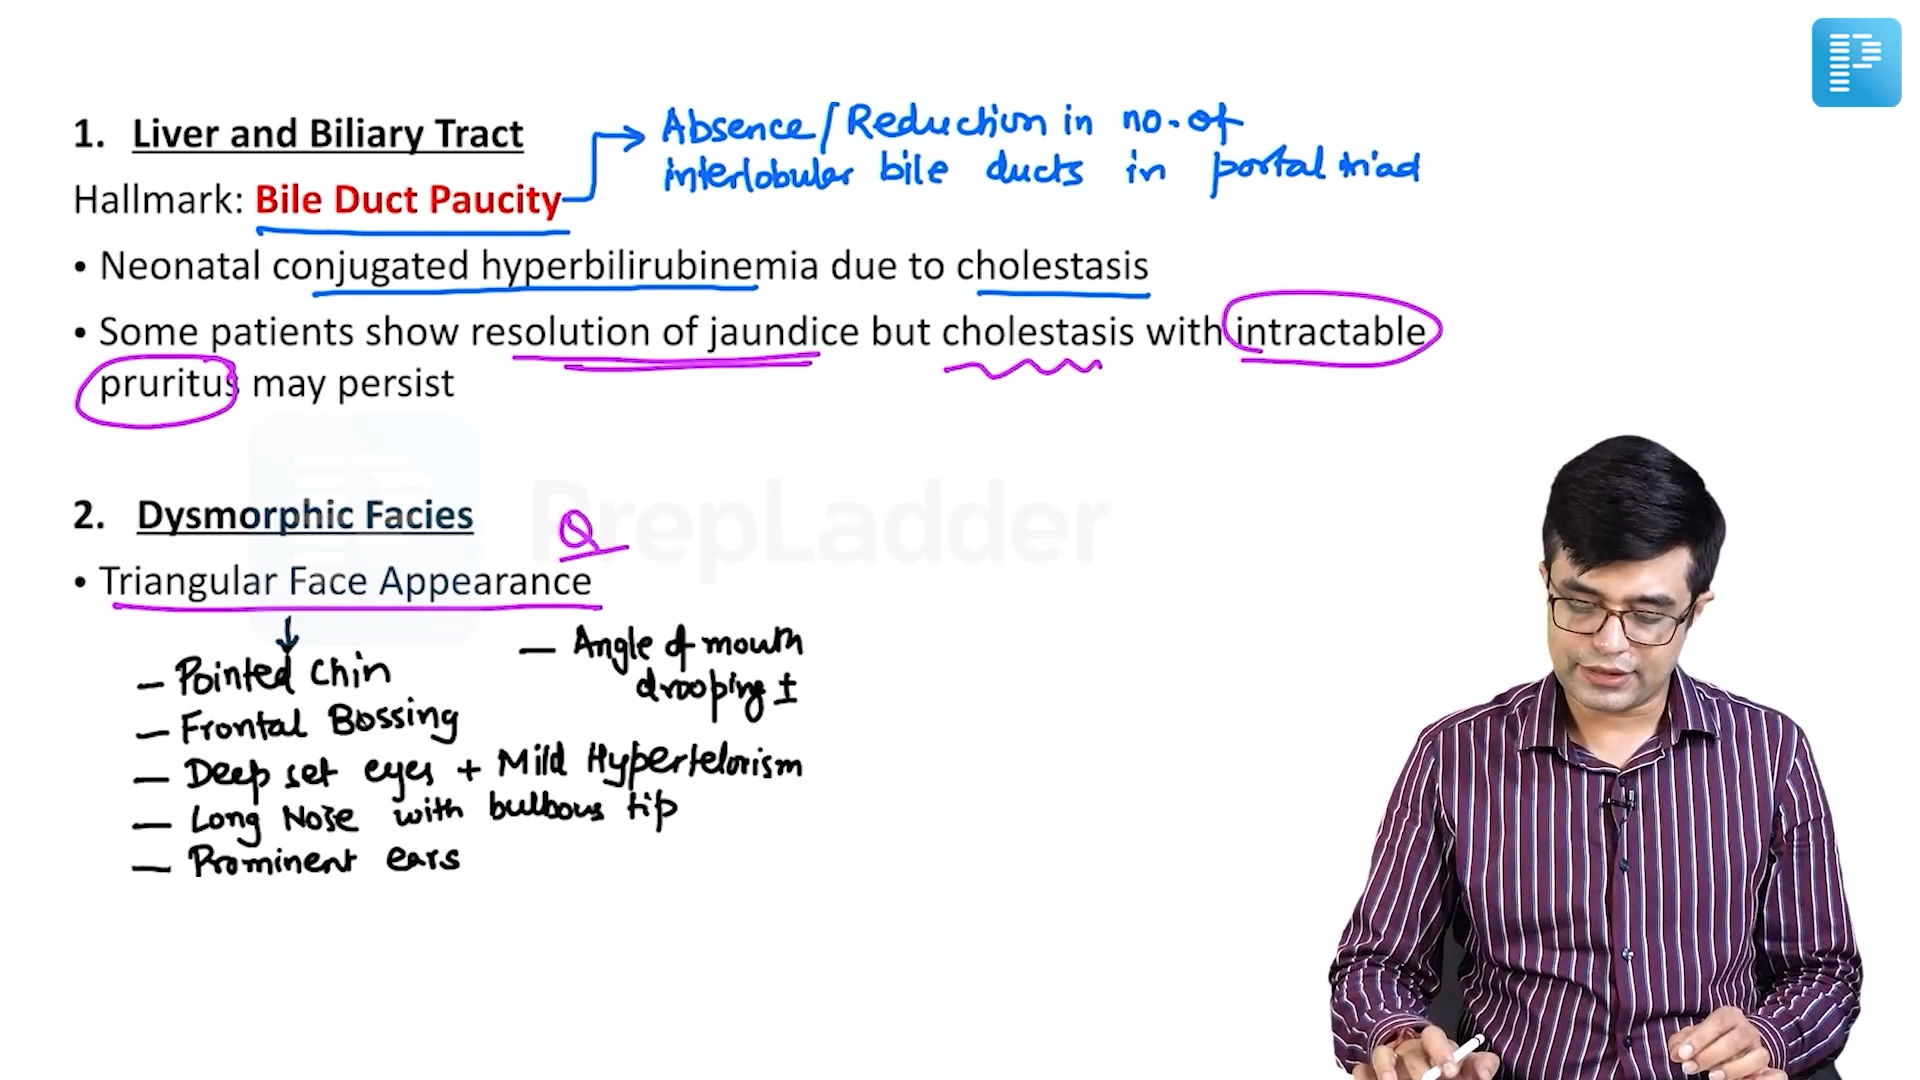 1. Liver and Biliary Tract
Absence/Reduction in no. of
interlobular bile ducts in portal triad
Hallmark: Bile Duct Paucity
• Neonatal conjugated hyperbilirubinemia due to cholestasis
• Some patients show resolution of jaundice but cholestasis with intractable
pruritus may persist
2. Dysmorphic Facies
Q
PrepLadder
• Triangular Face Appearance
— Pointed Chin
— Frontal Bossing
— Deep set eyes + Mild Hypertelorism
— Long Nose with bulbous tip
— Prominent ears
— Angle of mouth
drooping ±